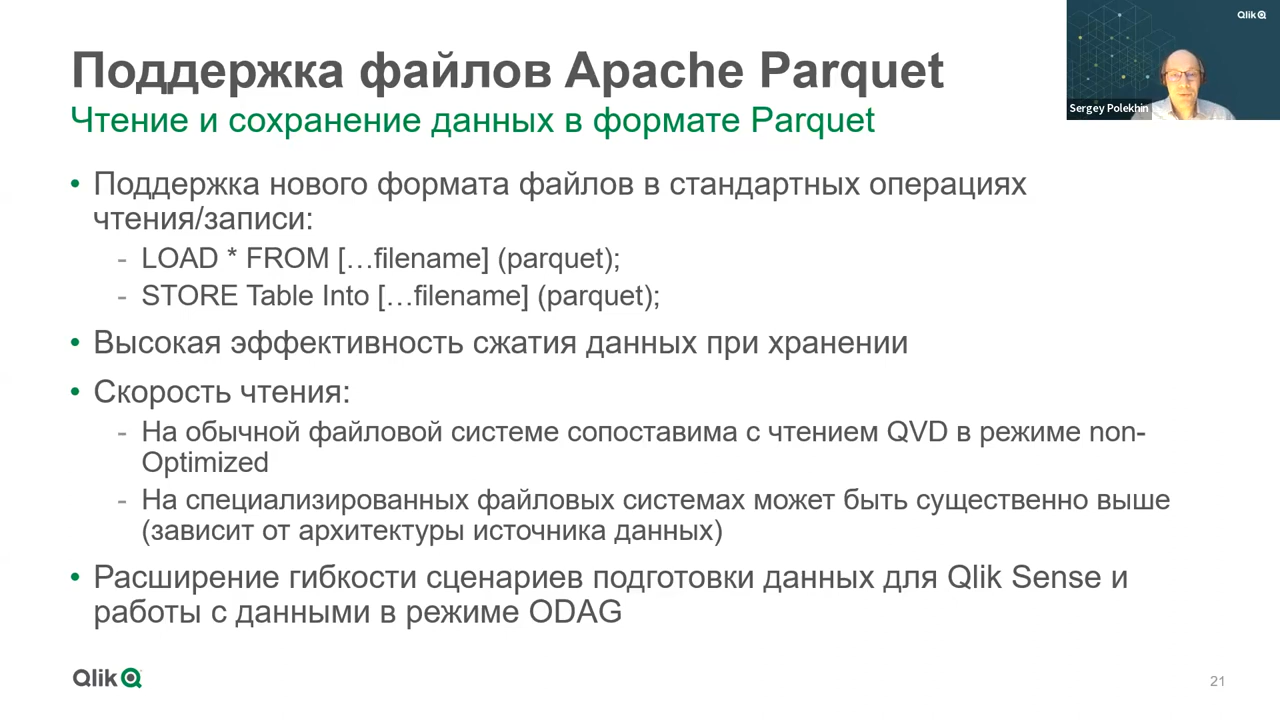 Qlik
Поддержка файлов Apache Parquet
Чтение и сохранение данных в формате Parquet
Sergey Polekhin
• Поддержка нового формата файлов в стандартных операциях
чтения/записи:
- LOAD * FROM […filename] (parquet);
- STORE Table Into […filename] (parquet);
• Высокая эффективность сжатия данных при хранении
• Скорость чтения:
- На обычной файловой системе сопоставима с чтением QVD в режиме non-
Optimized
- На специализированных файловых системах может быть существенно выше
(зависит от архитектуры источника данных)
• Расширение гибкости сценариев подготовки данных для Qlik Sense и
работы с данными в режиме ODAG
Qlik
21